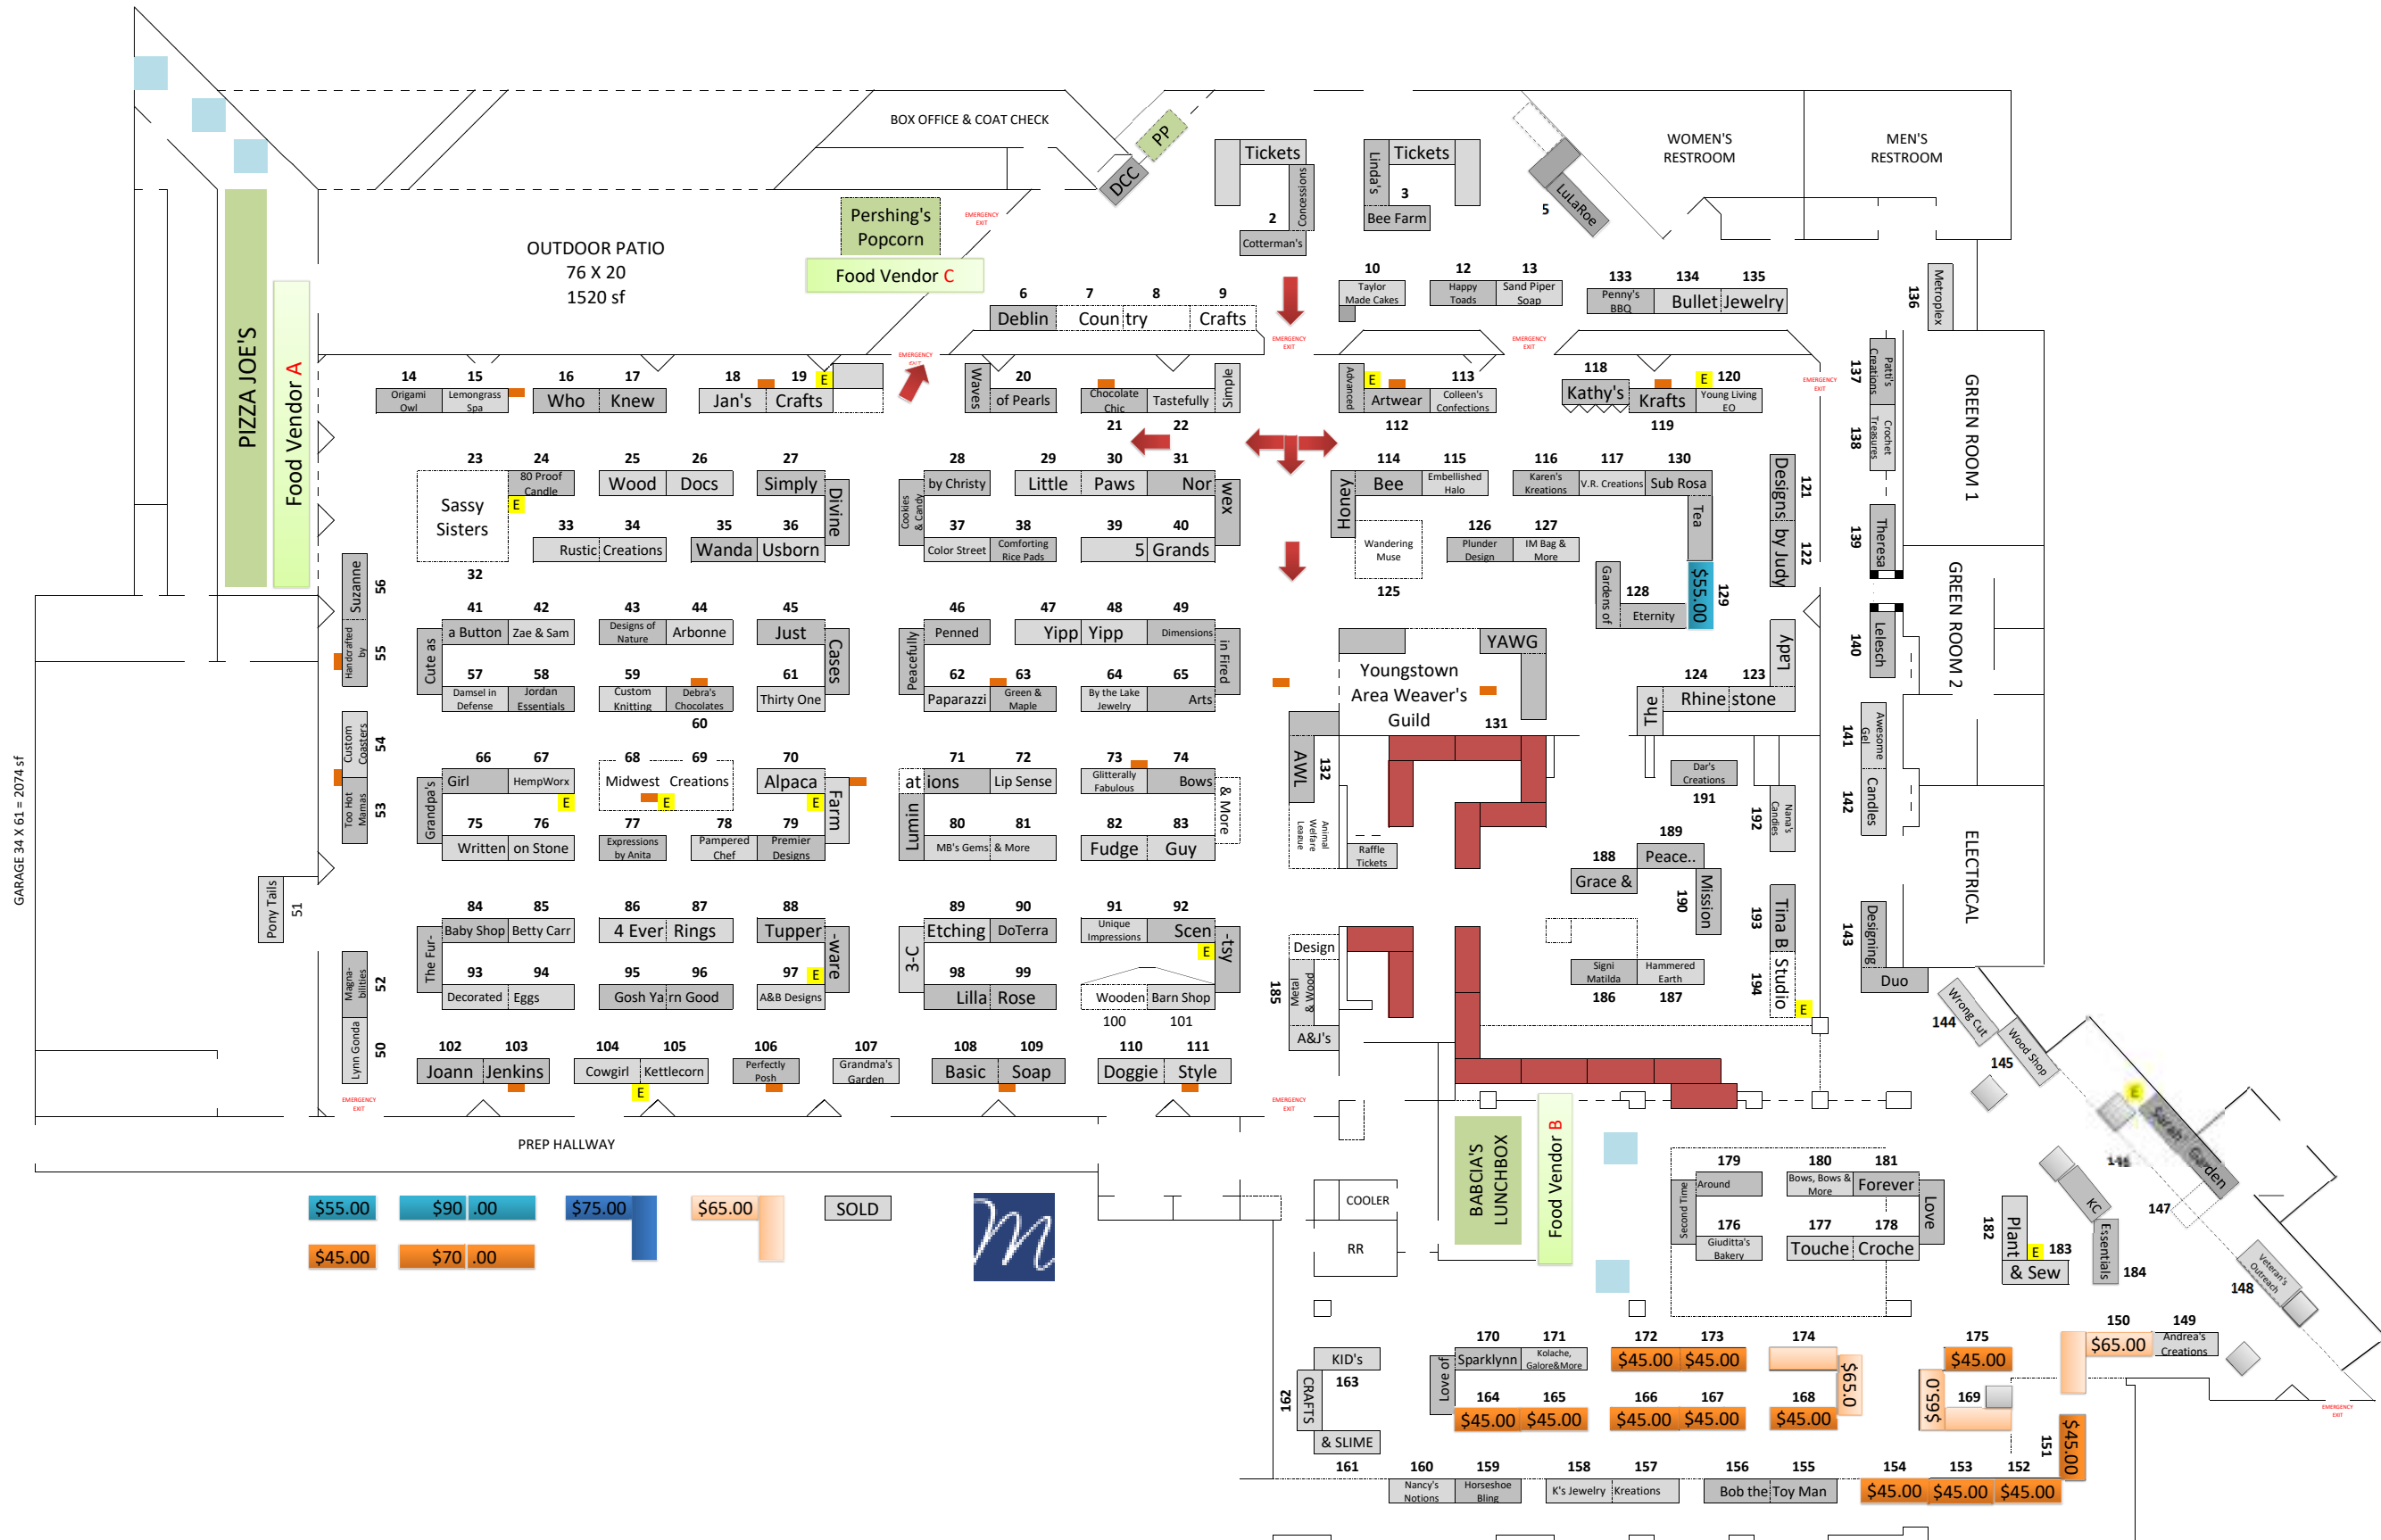 BOX OFFICE & COAT CHECK
PP
DCC
Tickets
Concessions
2
Cotterman's
Linda's
Tickets
3
Bee Farm
5
LuLaRoe
WOMEN'S
RESTROOM
MEN'S
RESTROOM
PIZZA JOE'S
Food Vendor A
OUTDOOR PATIO
76 X 20
1520 sf
Pershing's
Popcorn
EMERGENCY
EXIT
Food Vendor C
6 7 8 9
Deblin Country Crafts
10 12 13
Taylor
Made Cakes
Happy
Toads
Sand Piper
Soap
133 134 135
Penny's
BBQ
Bullet Jewelry
136
Metroplex
EMERGENCY
EMERGENCY
EXIT
EMERGENCY
EXIT
EMERGENCY
EXIT
14 15 16 17 18 19
Origami
Owl
Lemongrass
Spa
Who Knew
Jan's Crafts
E
Waves
20
of Pearls
Chocolate
Chic
Tastefully
Simple
21 22
Advanced
E
Artwear
113
Colleen's
Confections
112
118
Kathy's
Krafts
E
120
Young Living
EO
119
137
Patti's
Creations
138
Crochet
Treasures
GREEN ROOM 1
23 24 25 26 27
Sassy
Sisters
80 Proof
Candle
E
Wood Docs
Simply
Divine
28 29 30 31
Cookies
& Candy
by Christy
Little Paws
Nor
wex
114 115 116 117 130
Honey
Bee
Embellished
Halo
Karen's
Kreations
V.R. Creations
Sub Rosa
Tea
Designs by Judy
121
122
33 34 35 36
Rustic Creations
Wanda Usborn
32
37 38 39 40
Color Street
Comforting
Rice Pads
5 Grands
Wandering
Muse
125
126 127
Plunder
Design
IM Bag &
More
Gardens of
128
Eternity
$55.00
129
139
Theresa
GREEN ROOM 2
140
Lelesch
Suzanne
56
Handcrafted
by
55
41 42 43 44 45
Cute as
a Button
Zae & Sam
Designs of
Nature
Arbonne
Just
Cases
46 47 48 49
Peacefully
Penned
Yipp Yipp
Dimensions
in Fired
57 58 59 61
Damsel in
Defense
Jordan
Essentials
Custom
Knitting
Debra's
Chocolates
Thirty One
60
62 63 64 65
Paparazzi
Green &
Maple
By the Lake
Jewelry
Arts
YAWG
Youngstown
Area Weaver's
Guild
131
124 123
The
Rhine stone
Lady
GARAGE 34 X 61 = 2074 sf
Custom
Coasters
54
Too Hot
Mamas
53
66 67 68 69 70
Grandpa's
Girl
HempWorx
E
Midwest Creations
E
Alpaca
E
Farm
71 72 73 74
at ions
Lumin
Lip Sense
Glitterally
Fabulous
Bows
& More
AWL
132
Animal
Welfare
League
Raffle
Tickets
Dar's
Creations
191
192
Nana's
Candies
141
Awesome
Gel
142
Candles
ELECTRICAL
75 76 77 78 79
Written on Stone
Expressions
by Anita
Pampered
Chef
Premier
Designs
80 81 82 83
MB's Gems & More
Fudge Guy
188
Grace &
189
Peace..
190
Mission
Pony Tails
51
84 85 86 87 88
The Fur-
Baby Shop
Betty Carr
4 Ever Rings
Tupper
-ware
89 90 91 92
3-C
Etching
DoTerra
Unique
Impressions
Scen
E
-tsy
193
Tina B Studio
194
E
143
Designing
Duo
93 94 95 96 97
Decorated Eggs
Gosh Yarn Good
E
A&B Designs
98 99
Lilla Rose
Wooden Barn Shop
100 101
Design
Wood &
Metal
185
A&J's
Signi
Matilda
Hammered
Earth
186 187
Magna-
bilities
52
Lynn Gonda
50
EMERGENCY
EXIT
102 103 104 105 106 107
Joann Jenkins
Cowgirl Kettlecorn
E
Perfectly
Posh
Grandma's
Garden
108 109 110 111
Basic Soap
Doggie Style
EMERGENCY
EXIT
144
Wrong Cut
145
Wood Shop
E
Sarah' Garden
146
147
PREP HALLWAY
BABCIA'S
LUNCHBOX
Food Vendor B
COOLER
RR
179 180 181
Second Time
Around
Bows, Bows &
More
Forever
Love
176 177 178
Giuditta's
Bakery
Touche Croche
182
Plant
E
183
& Sew
KC
Essentials
184
148
Veteran's
Outreach
$55.00
$90 .00
$75.00
$65.00
SOLD
$45.00
$70 .00
M
KID's
163
162
CRAFTS
& SLIME
161
170 171 172 173 174 175
Love of
Sparklynn
Kolache,
Galore&More
$45.00 $45.00
$65.0
$45.00
164 165 166 167 168 169
$45.00 $45.00 $45.00 $45.00 $45.00
$65.0
150 149
$65.00
Andrea's
Creations
151
$45.00
EMERGENCY
EXIT
160 159 158 157 156 155 154 153 152
Nancy's
Notions
Horseshoe
Bling
K's Jewelry Kreations
Bob the Toy Man
$45.00 $45.00 $45.00